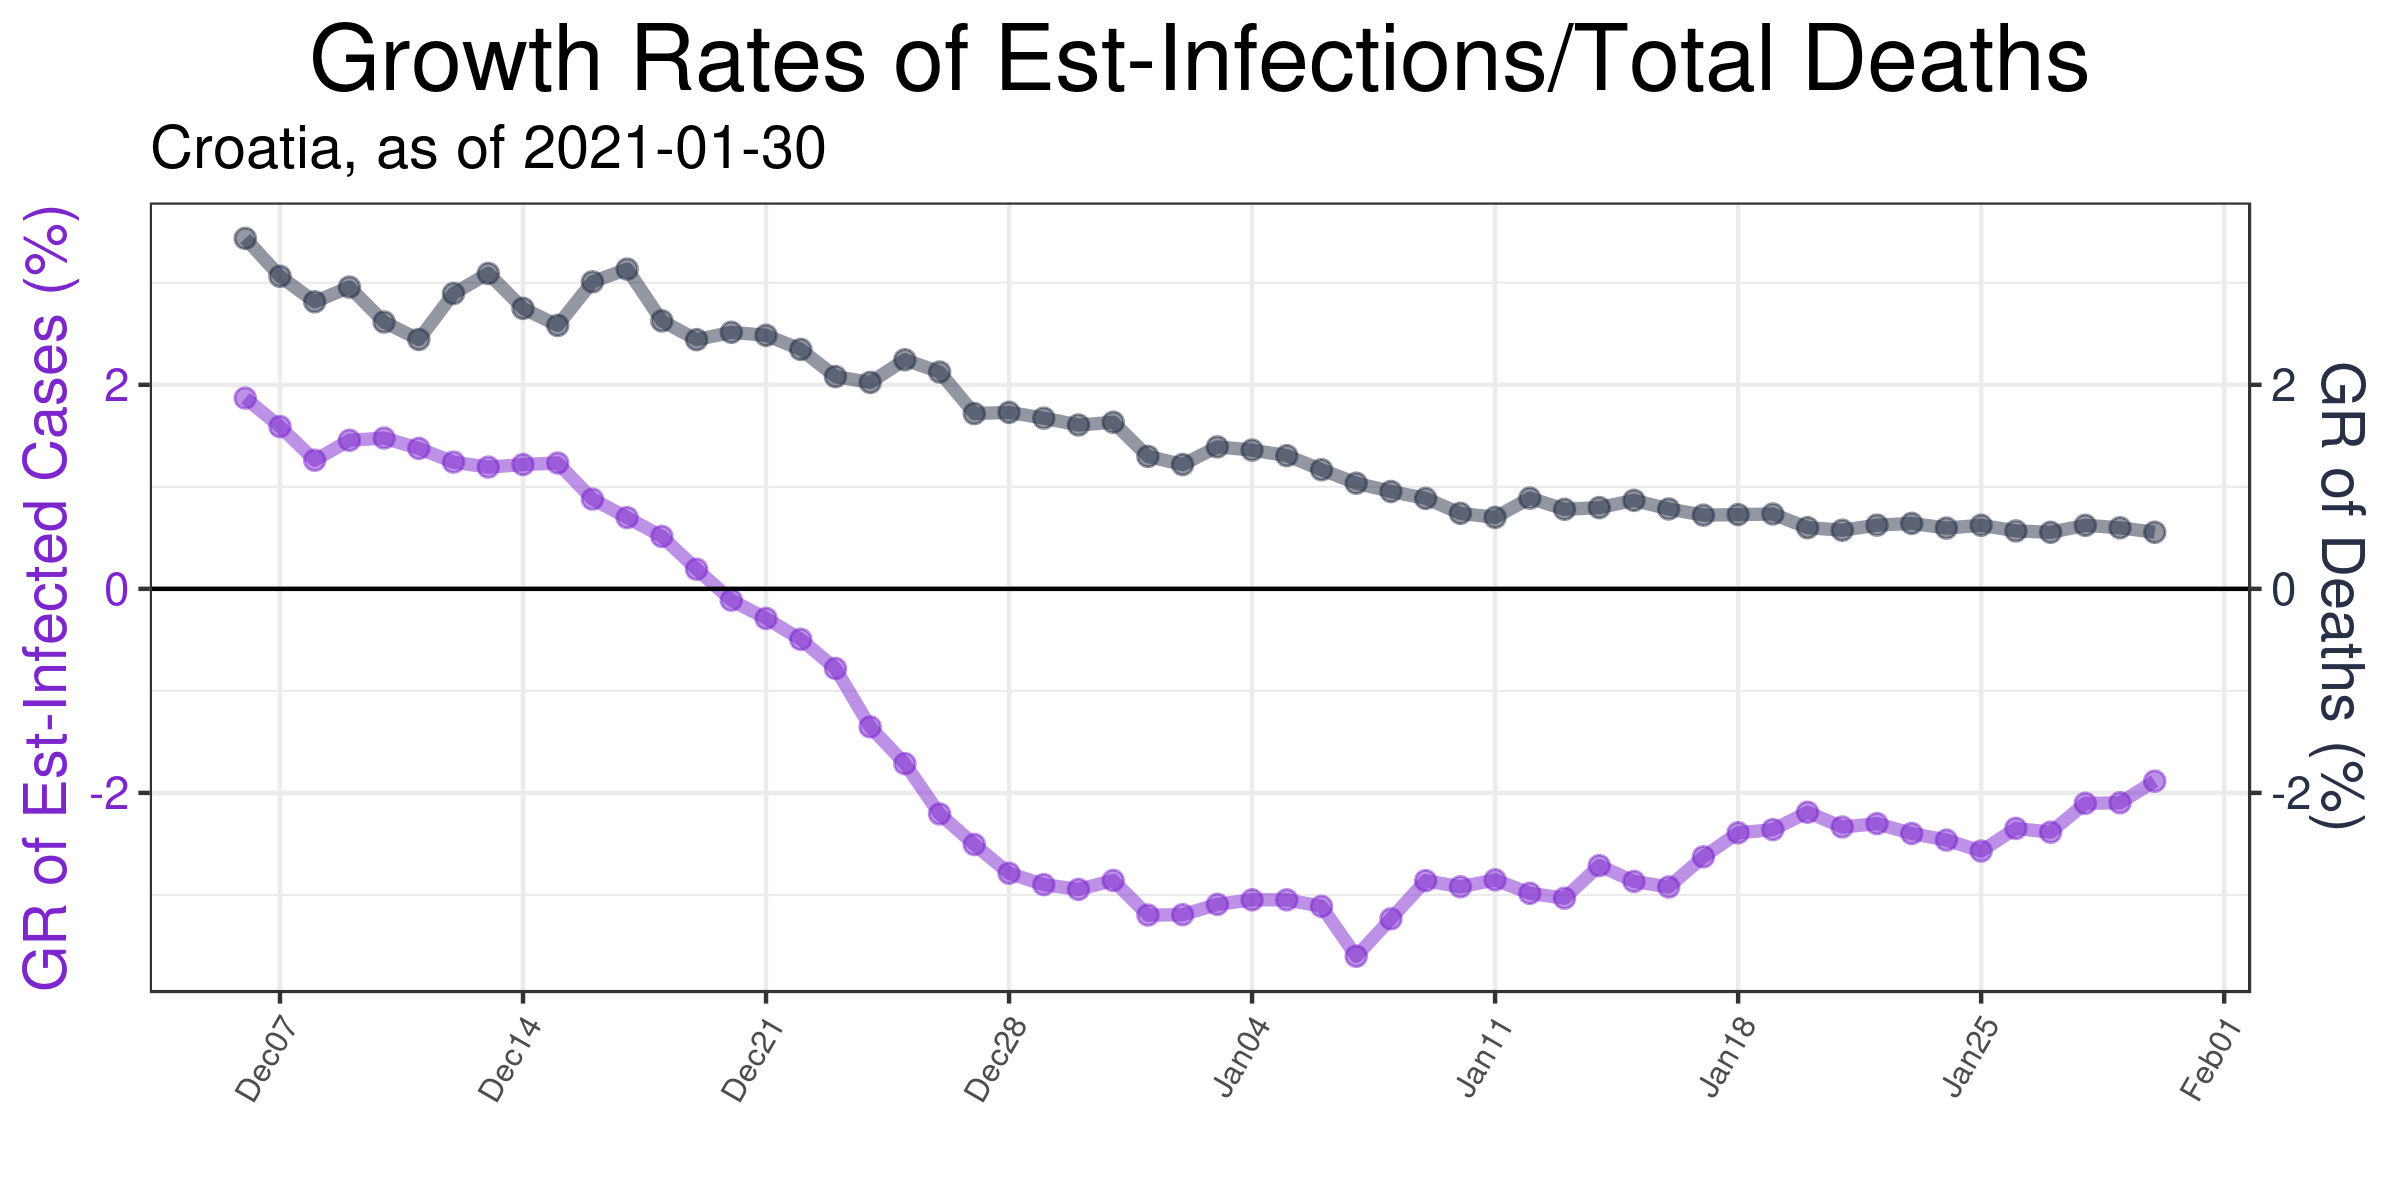 Growth Rates of Est-Infections/Total Deaths
Croatia, as of 2021-01-30
GR of Est-Infected Cases (%)
2
0
-2
2
0
-2
GR of Deaths (%)
Dec07
Dec14
Dec21
Dec28
Jan04
Jan11
Jan18
Jan25
Feb01